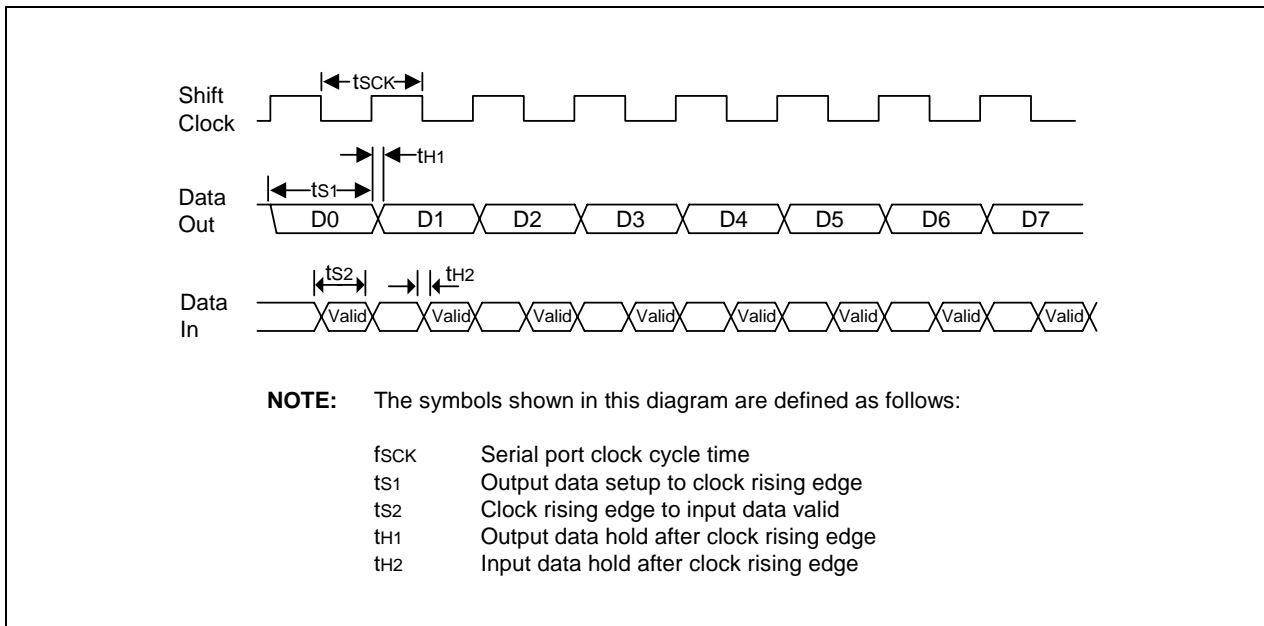 tSCK
Shift
Clock
tH1
tS1
Data
Out
D0 D1 D2 D3 D4 D5 D6 D7
tS2
tH2
Data
In
Valid Valid Valid Valid Valid Valid Valid Valid
NOTE: The symbols shown in this diagram are defined as follows:
fSCK Serial port clock cycle time
tS1 Output data setup to clock rising edge
tS2 Clock rising edge to input data valid
tH1 Output data hold after clock rising edge
tH2 Input data hold after clock rising edge